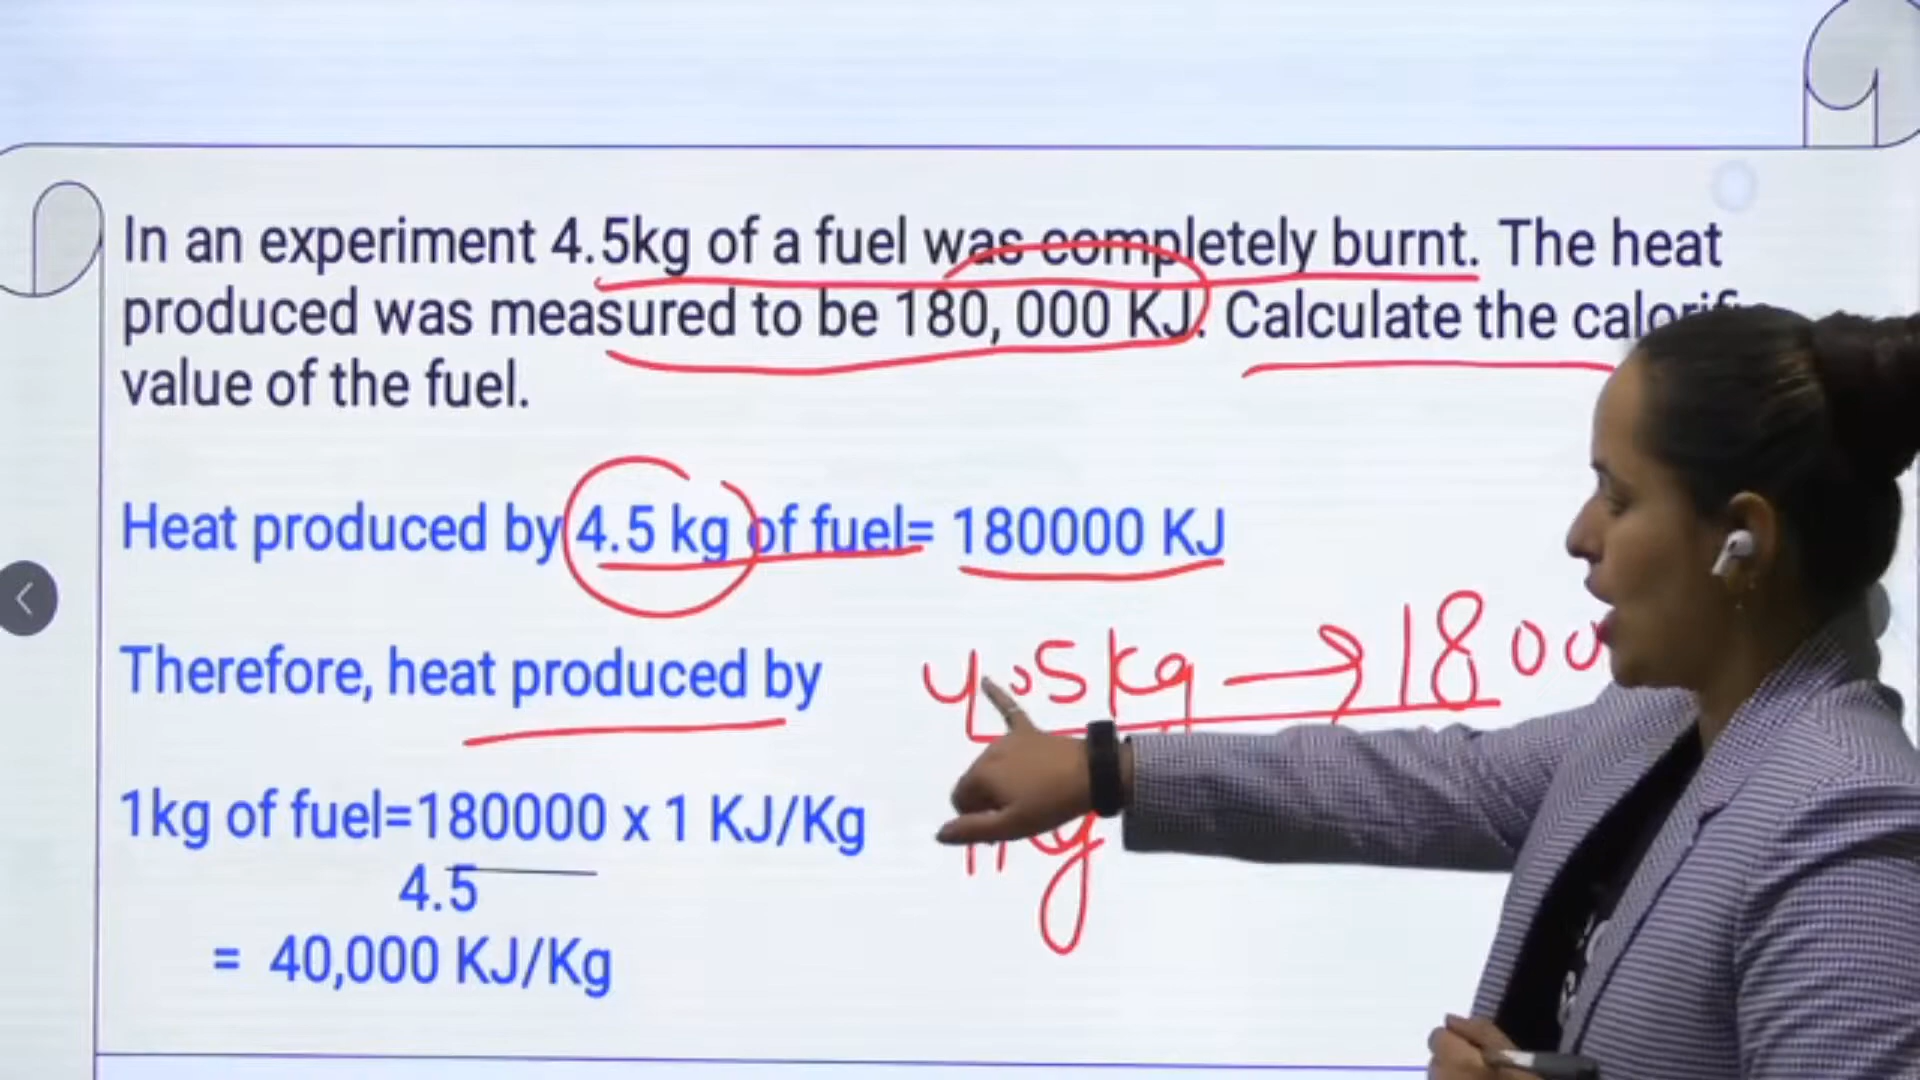 In an experiment 4.5kg of a fuel was completely burnt. The heat
produced was measured to be 180, 000 KJ. Calculate the
value of the fuel.
Heat produced by 4.5 kg of fuel= 180000 KJ
Therefore, heat produced by
4.5kg → 1800
1kg of fuel=180000 x 1 KJ/Kg
4.5
= 40,000 KJ/Kg